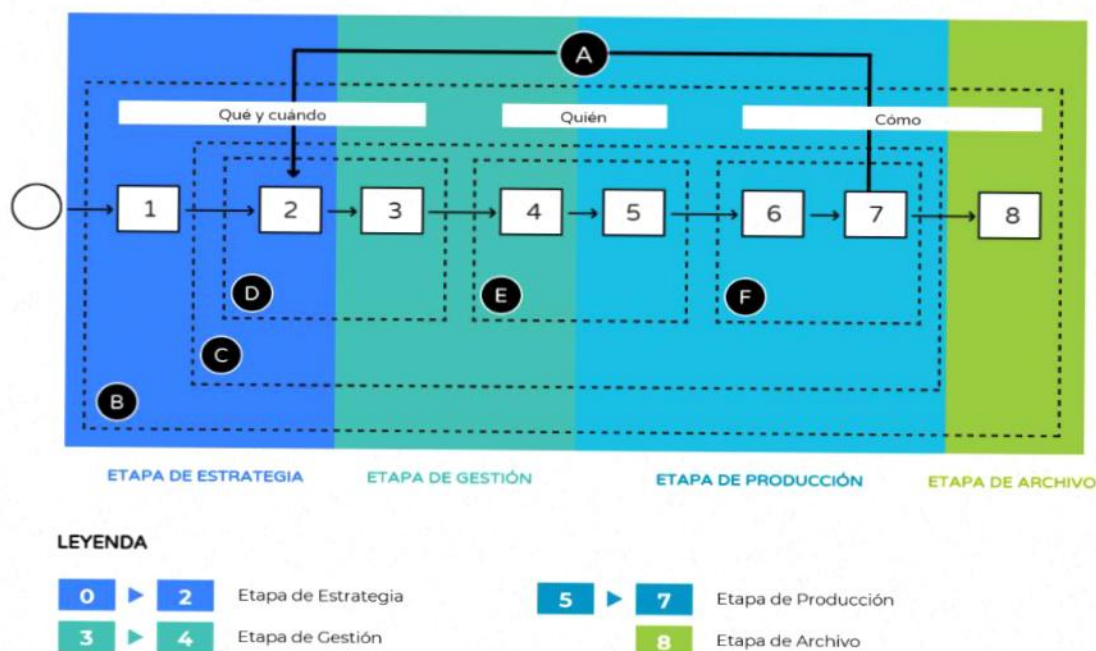 A
Qué y cuándo
Quién
Cómo
1
2
3
4
5
6
7
8
D
E
F
C
B
ETAPA DE ESTRATEGIA
ETAPA DE GESTIÓN
ETAPA DE PRODUCCIÓN
ETAPA DE ARCHIVO
LEYENDA
0 2 Etapa de Estrategia
5 7 Etapa de Producción
3 4 Etapa de Gestión
8 Etapa de Archivo